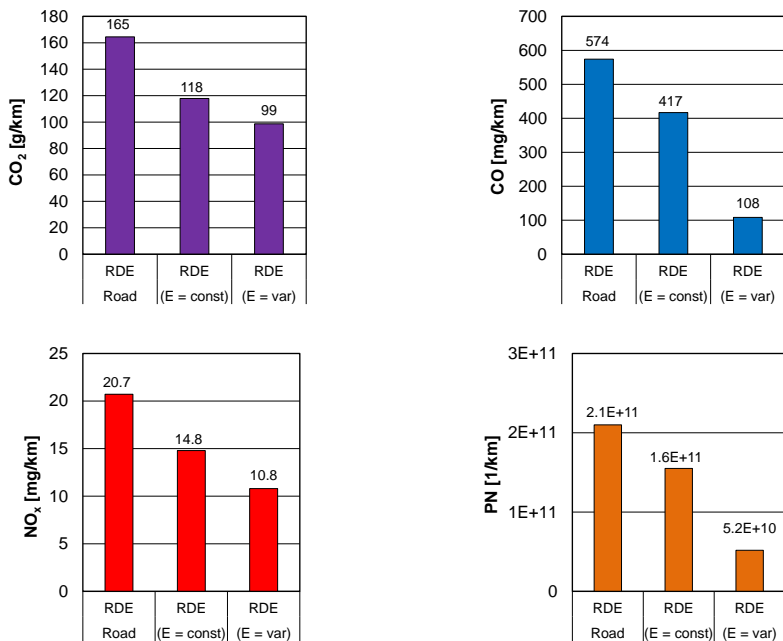 CO2 [g/km]
180
160
140
120
100
80
60
40
20
0
165
118
99
RDE RDE RDE
Road (E = const) (E = var)
CO [mg/km]
700
600
500
400
300
200
100
0
574
417
108
RDE RDE RDE
Road (E = const) (E = var)
NOx [mg/km]
25
20
15
10
5
0
20.7
14.8
10.8
RDE RDE RDE
Road (E = const) (E = var)
PN [1/km]
3E+11
2E+11
1E+11
0
2.1E+11
1.6E+11
5.2E+10
RDE RDE RDE
Road (E = const) (E = var)